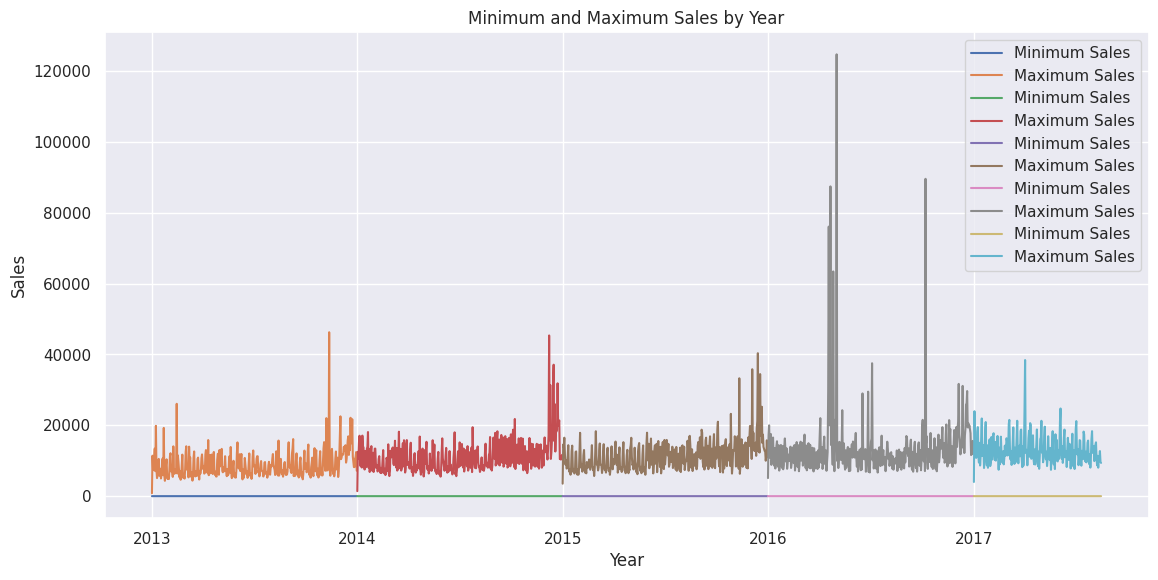 Minimum and Maximum Sales by Year
120000
100000
80000
60000
40000
20000
0
Sales
Minimum Sales
Maximum Sales
Minimum Sales
Maximum Sales
Minimum Sales
Maximum Sales
Minimum Sales
Maximum Sales
Minimum Sales
Maximum Sales
2013 2014 2015 2016 2017
Year